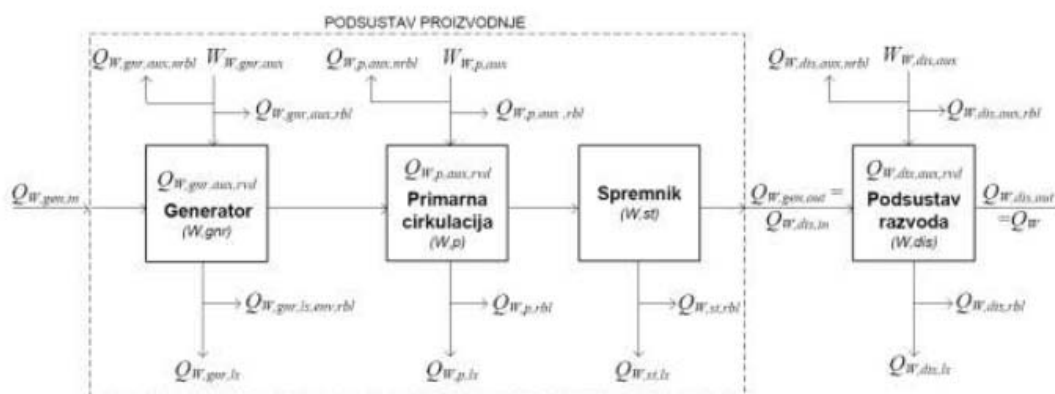 PODSUSTAV PROIZVODNJE
Q_W,gnr,aux,nrbl W_W,gnr,aux Q_W,p,aux,nrbl W_W,p,aux Q_W,dis,aux,nrbl W_W,dis,aux
Q_W,gnr,aux,rbl Q_W,p,aux,rbl Q_W,dis,aux,rbl
Q_W,gen,in
Q_W,gnr,aux,rvd
Generator
(W,gnr)
Q_W,p,aux,rvd
Primarna
cirkulacija
(W,p)
Spremnik
(W,st)
Q_W,gen,out =
Q_W,dis,in
Q_W,dis,aux,rvd
Podsustav
razvoda
(W,dis)
Q_W,dis,out
=Q_W
Q_W,gnr,ls,env,rbl Q_W,p,rbl Q_W,st,rbl Q_W,dis,rbl
Q_W,gnr,ls Q_W,p,ls Q_W,st,ls Q_W,dis,ls